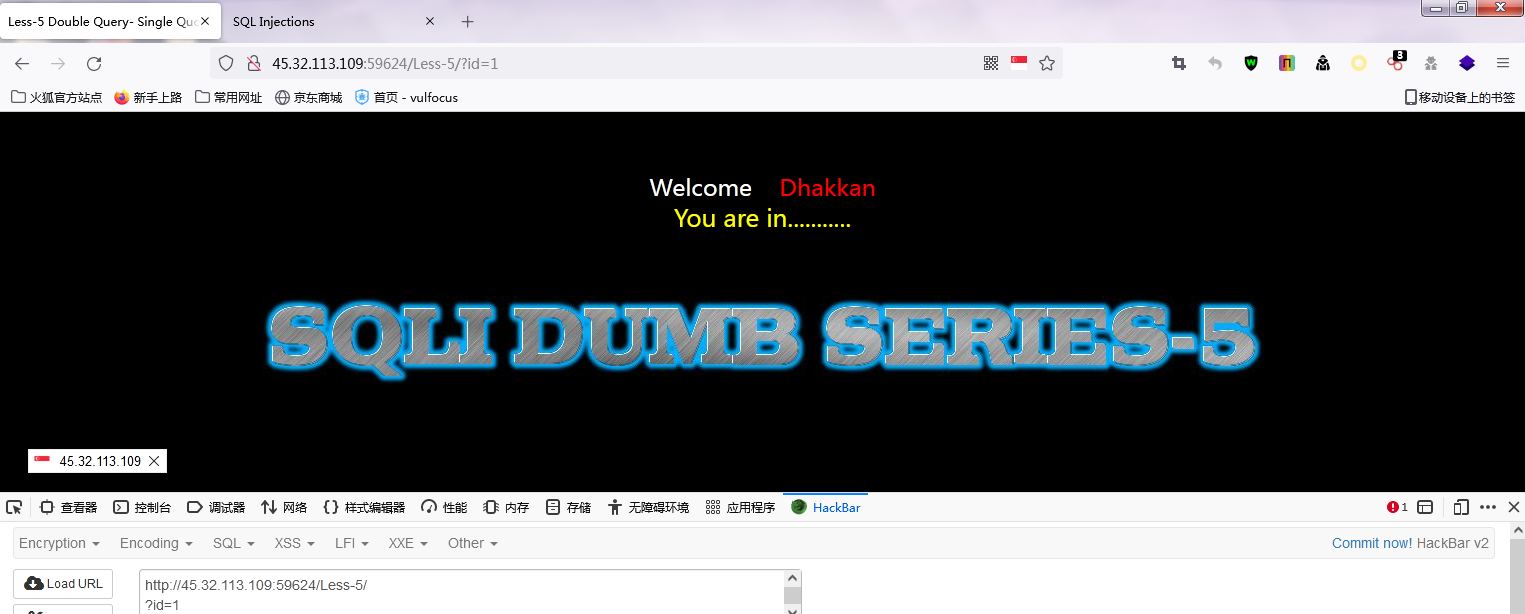 Less-5 Double Query- Single Quo
SQL Injections
45.32.113.109:59624/Less-5/?id=1
8
火狐官方站点 新手上路 常用网址 京东商城 首页 - vulfocus 移动设备上的书签
Welcome Dhakkan
You are in...........
SQLI DUMB SERIES-5
45.32.113.109
查看器 控制台 调试器 网络 样式编辑器 性能 内存 存储 无障碍环境 应用程序 HackBar 1
Encryption Encoding SQL XSS LFI XXE Other Commit now! HackBar v2
Load URL
http://45.32.113.109:59624/Less-5/
?id=1